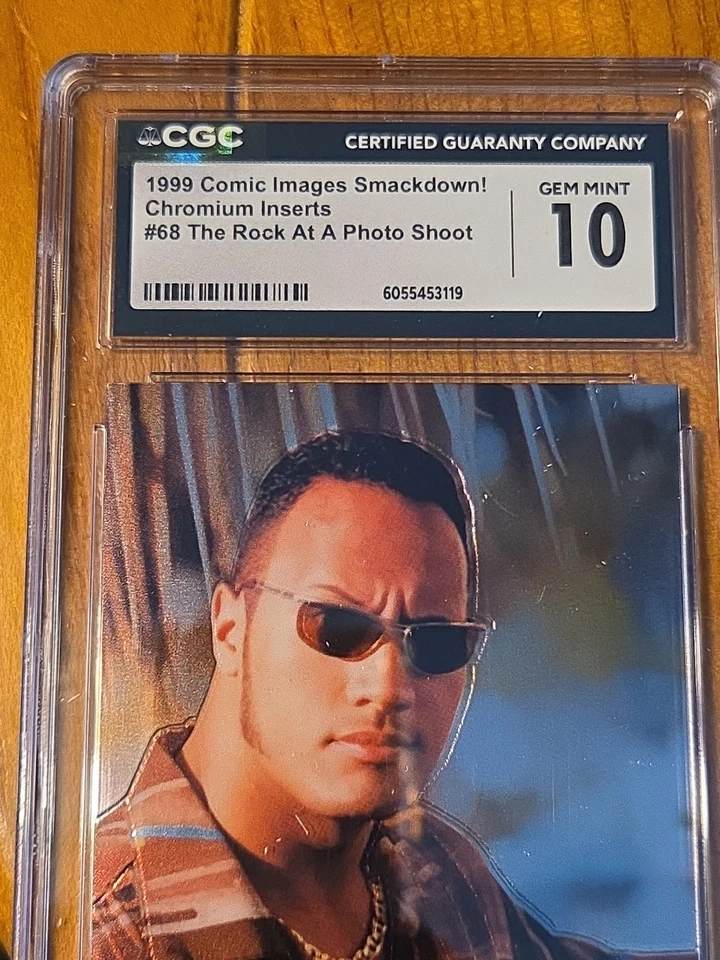 CGC CERTIFIED GUARANTY COMPANY
1999 Comic Images Smackdown!
Chromium Inserts
#68 The Rock At A Photo Shoot
GEM MINT
10
6055453119